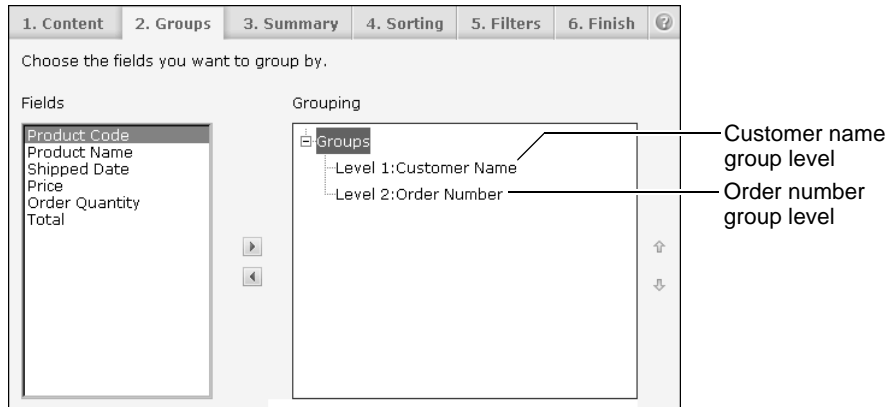 1. Content 2. Groups 3. Summary 4. Sorting 5. Filters 6. Finish ?
Choose the fields you want to group by.
Fields
Product Code
Product Name
Shipped Date
Price
Order Quantity
Total
Grouping
Groups
Level 1:Customer Name
Level 2:Order Number
Customer name
group level
Order number
group level